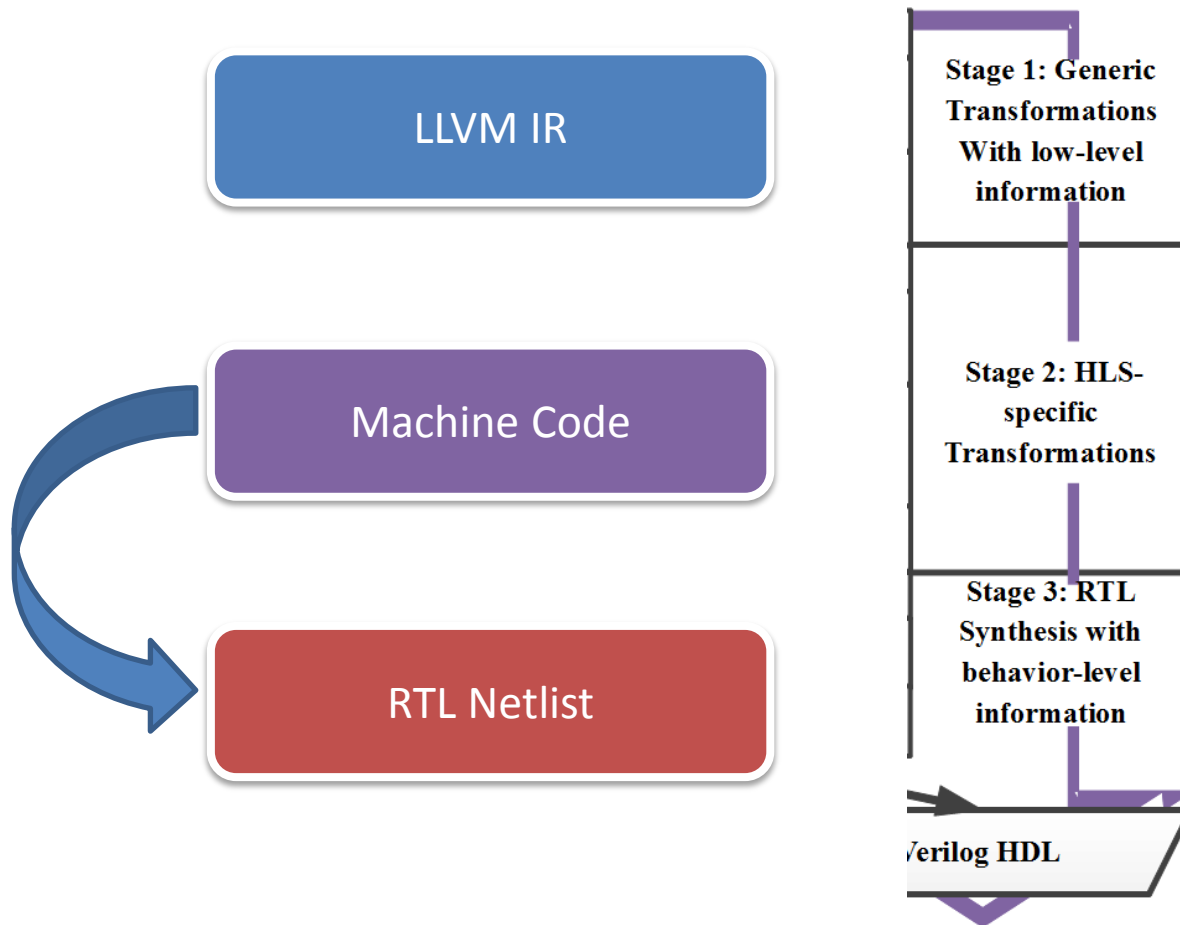 LLVM IR
Machine Code
RTL Netlist
Stage 1: Generic
Transformations
With low-level
information
Stage 2: HLS-
specific
Transformations
Stage 3: RTL
Synthesis with
behavior-level
information
Verilog HDL